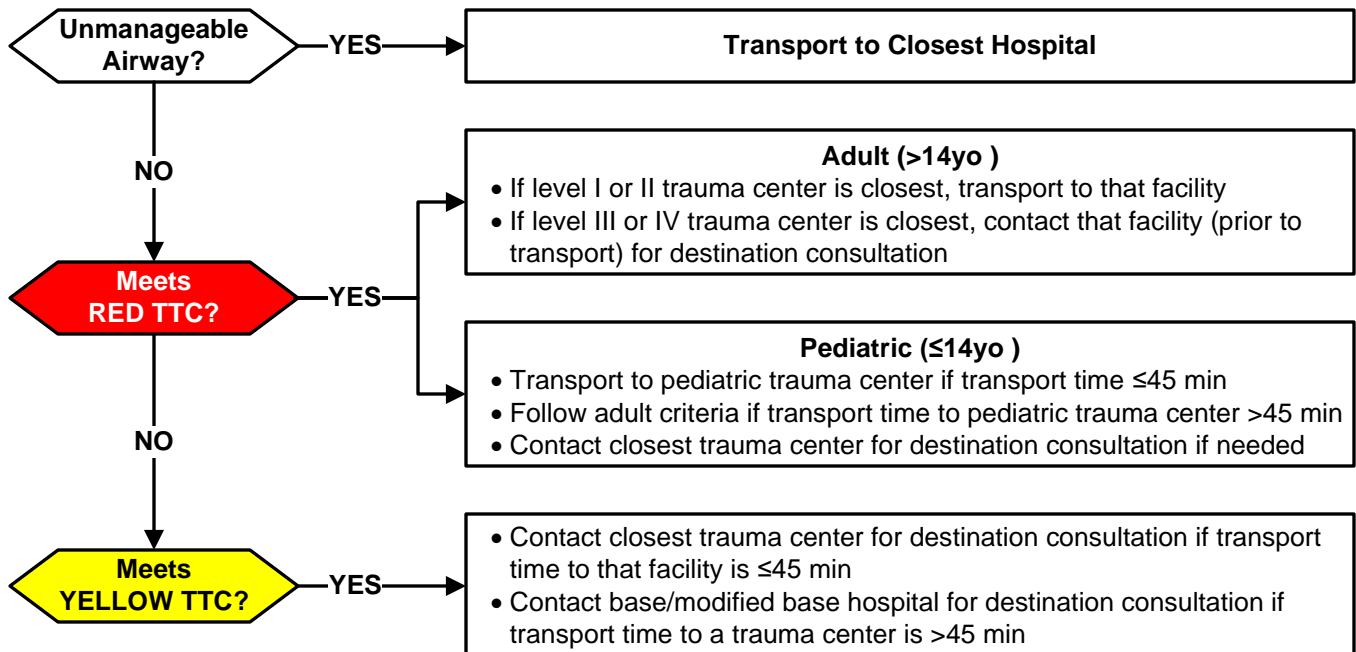 Unmanageable
Airway?
YES
Transport to Closest Hospital
NO
Meets
RED TTC?
YES
Adult (>14yo )
• If level I or II trauma center is closest, transport to that facility
• If level III or IV trauma center is closest, contact that facility (prior to
transport) for destination consultation
Pediatric (≤14yo )
• Transport to pediatric trauma center if transport time ≤45 min
• Follow adult criteria if transport time to pediatric trauma center >45 min
• Contact closest trauma center for destination consultation if needed
NO
Meets
YELLOW TTC?
YES
• Contact closest trauma center for destination consultation if transport
time to that facility is ≤45 min
• Contact base/modified base hospital for destination consultation if
transport time to a trauma center is >45 min